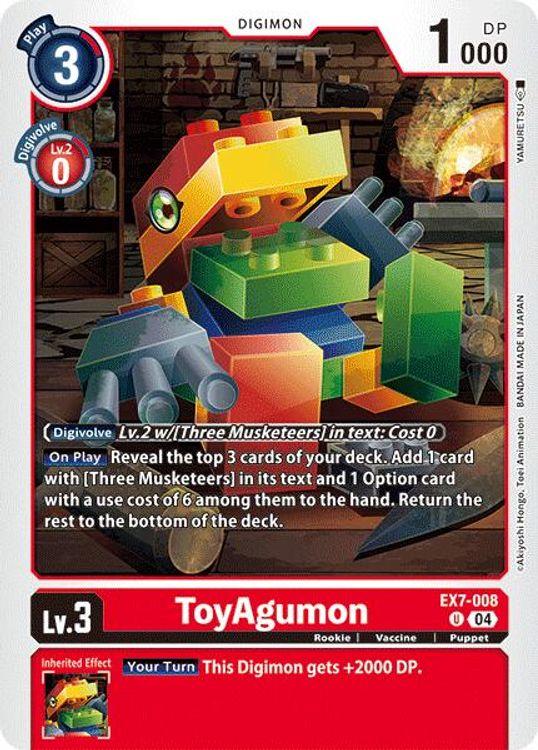 Play
3
DIGIMON
DP
1000
Digivolve
Lv.2
0
YAMURETSU
Digivolve Lv.2 w/[Three Musketeers] in text: Cost 0
On Play Reveal the top 3 cards of your deck. Add 1 card
with [Three Musketeers] in its text and 1 Option card
with a use cost of 6 among them to the hand. Return the
rest to the bottom of the deck.
©Akiyoshi Hongo, Toei Animation BANDAI MADE IN JAPAN
Lv.3
ToyAgumon
EX7-008
U 04
Rookie | Vaccine | Puppet
Inherited Effect
Your Turn This Digimon gets +2000 DP.